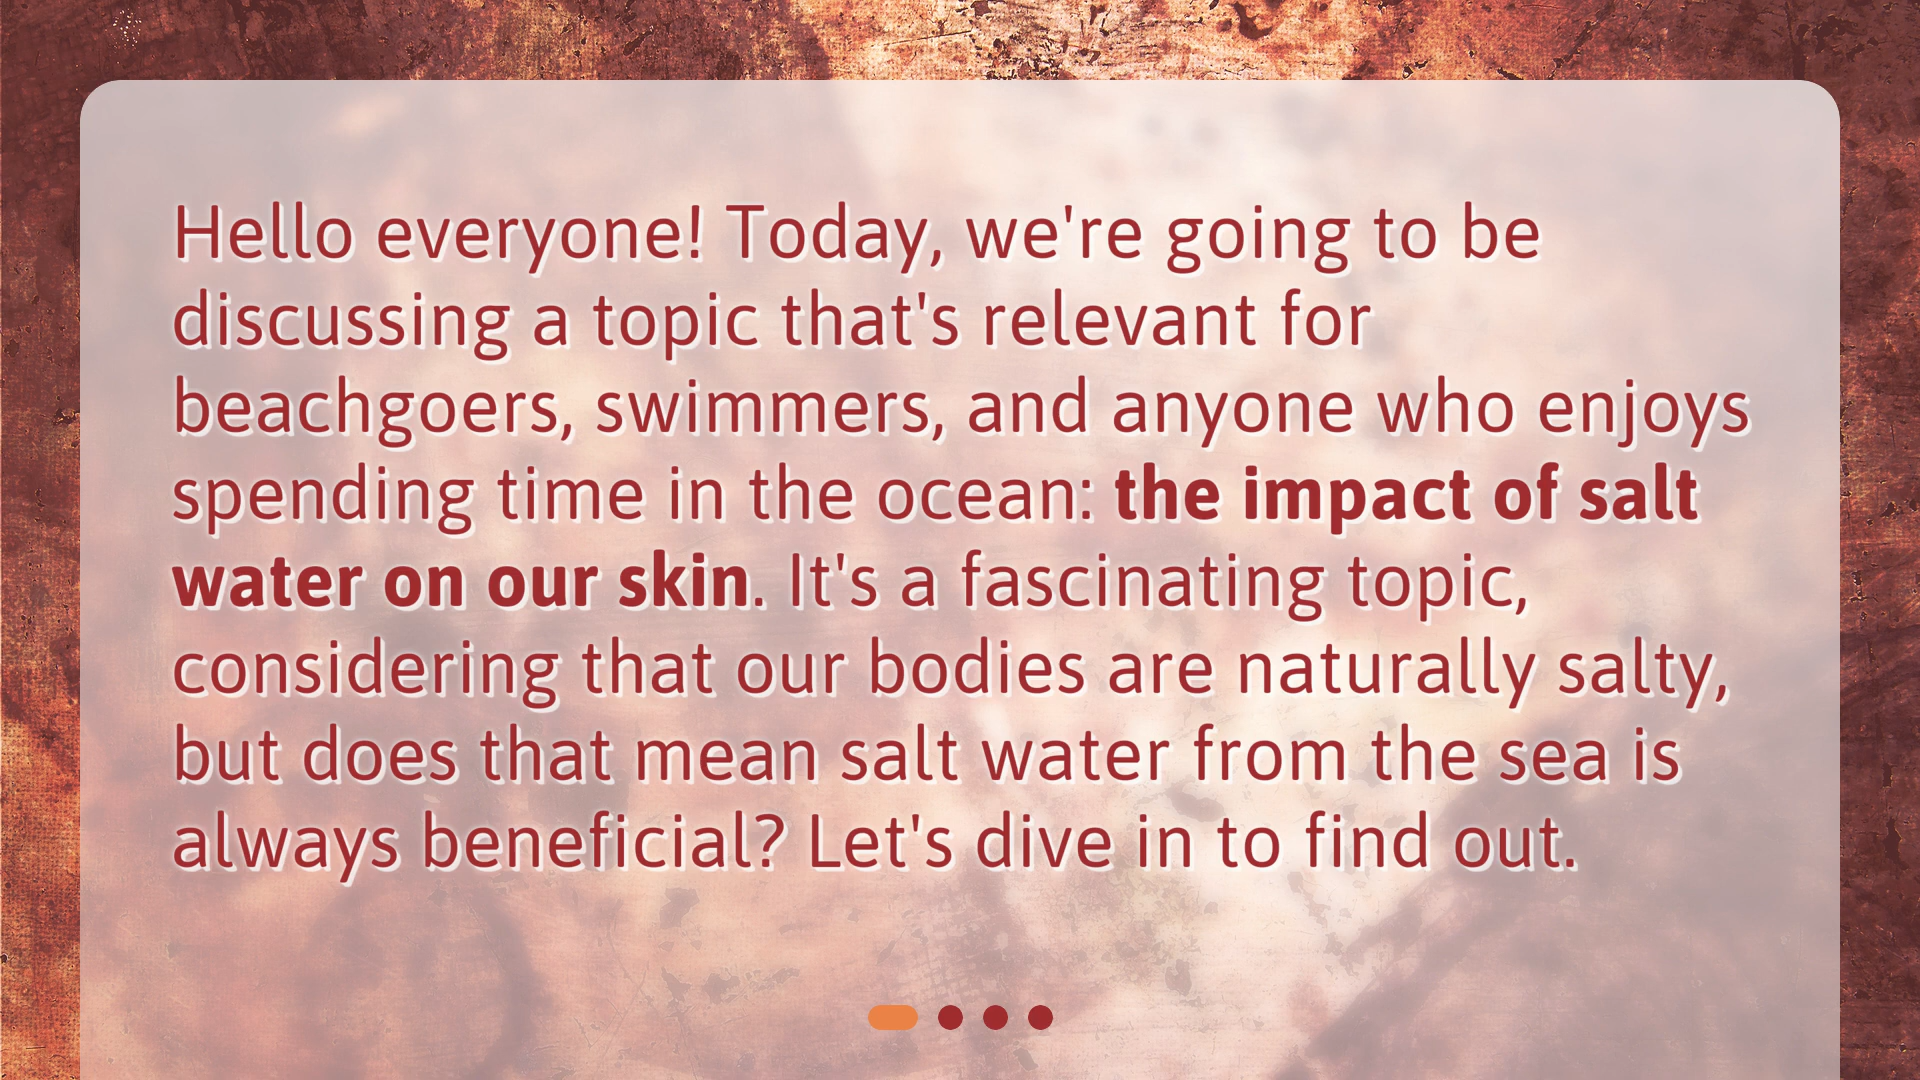 Hello everyone! Today, we're going to be
discussing a topic that's relevant for
beachgoers, swimmers, and anyone who enjoys
spending time in the ocean: the impact of salt
water on our skin. It's a fascinating topic,
considering that our bodies are naturally salty,
but does that mean salt water from the sea is
always beneficial? Let's dive in to find out.